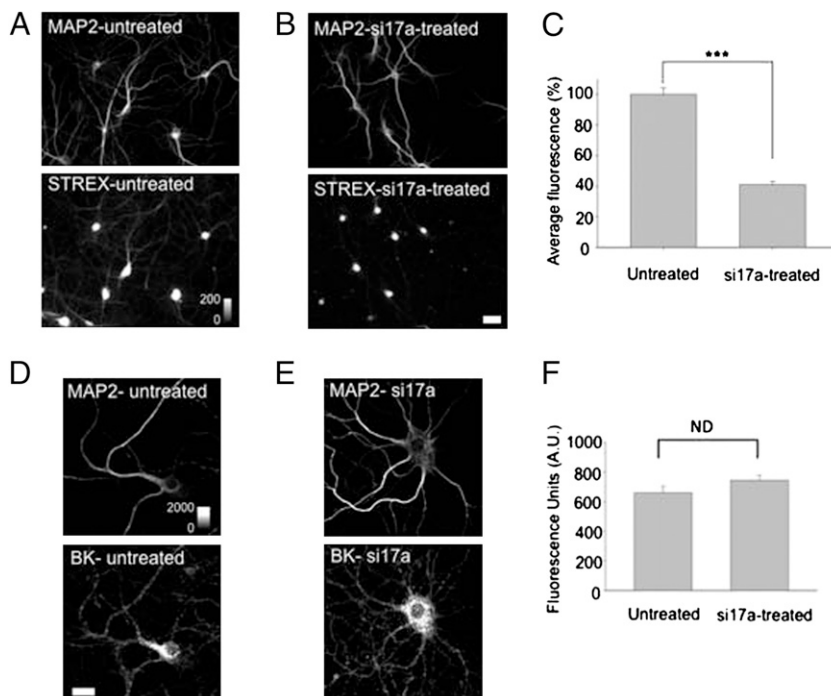 A
MAP2-untreated
STREX-untreated
200
0
B
MAP2-si17a-treated
STREX-si17a-treated
C
***
Average fluorescence (%)
100
80
60
40
20
0
Untreated
si17a-treated
D
MAP2- untreated
2000
0
BK- untreated
E
MAP2- si17a
BK- si17a
F
ND
Fluorescence Units (A.U.)
1000
800
600
400
200
0
Untreated
si17a-treated